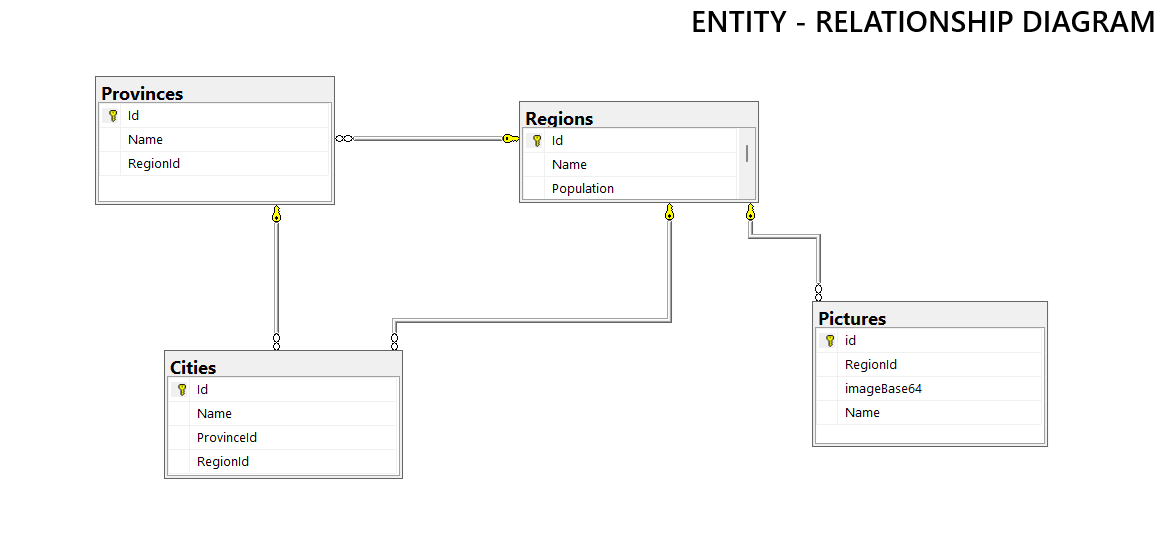 ENTITY - RELATIONSHIP DIAGRAM
Provinces
Id
Name
RegionId
Regions
Id
Name
Population
Cities
Id
Name
ProvinceId
RegionId
Pictures
id
RegionId
imageBase64
Name